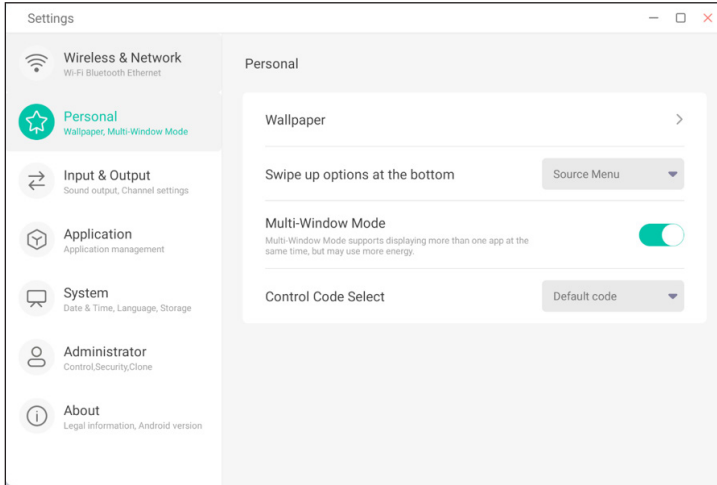 Settings
Wireless & Network
Wi-Fi Bluetooth Ethernet
Personal
Wallpaper, Multi-Window Mode
Input & Output
Sound output, Channel settings
Application
Application management
System
Date & Time, Language, Storage
Administrator
Control,Security,Clone
About
Legal information, Android version
Personal
Wallpaper
Swipe up options at the bottom
Source Menu
Multi-Window Mode
Multi-Window Mode supports displaying more than one app at the
same time, but may use more energy.
Control Code Select
Default code